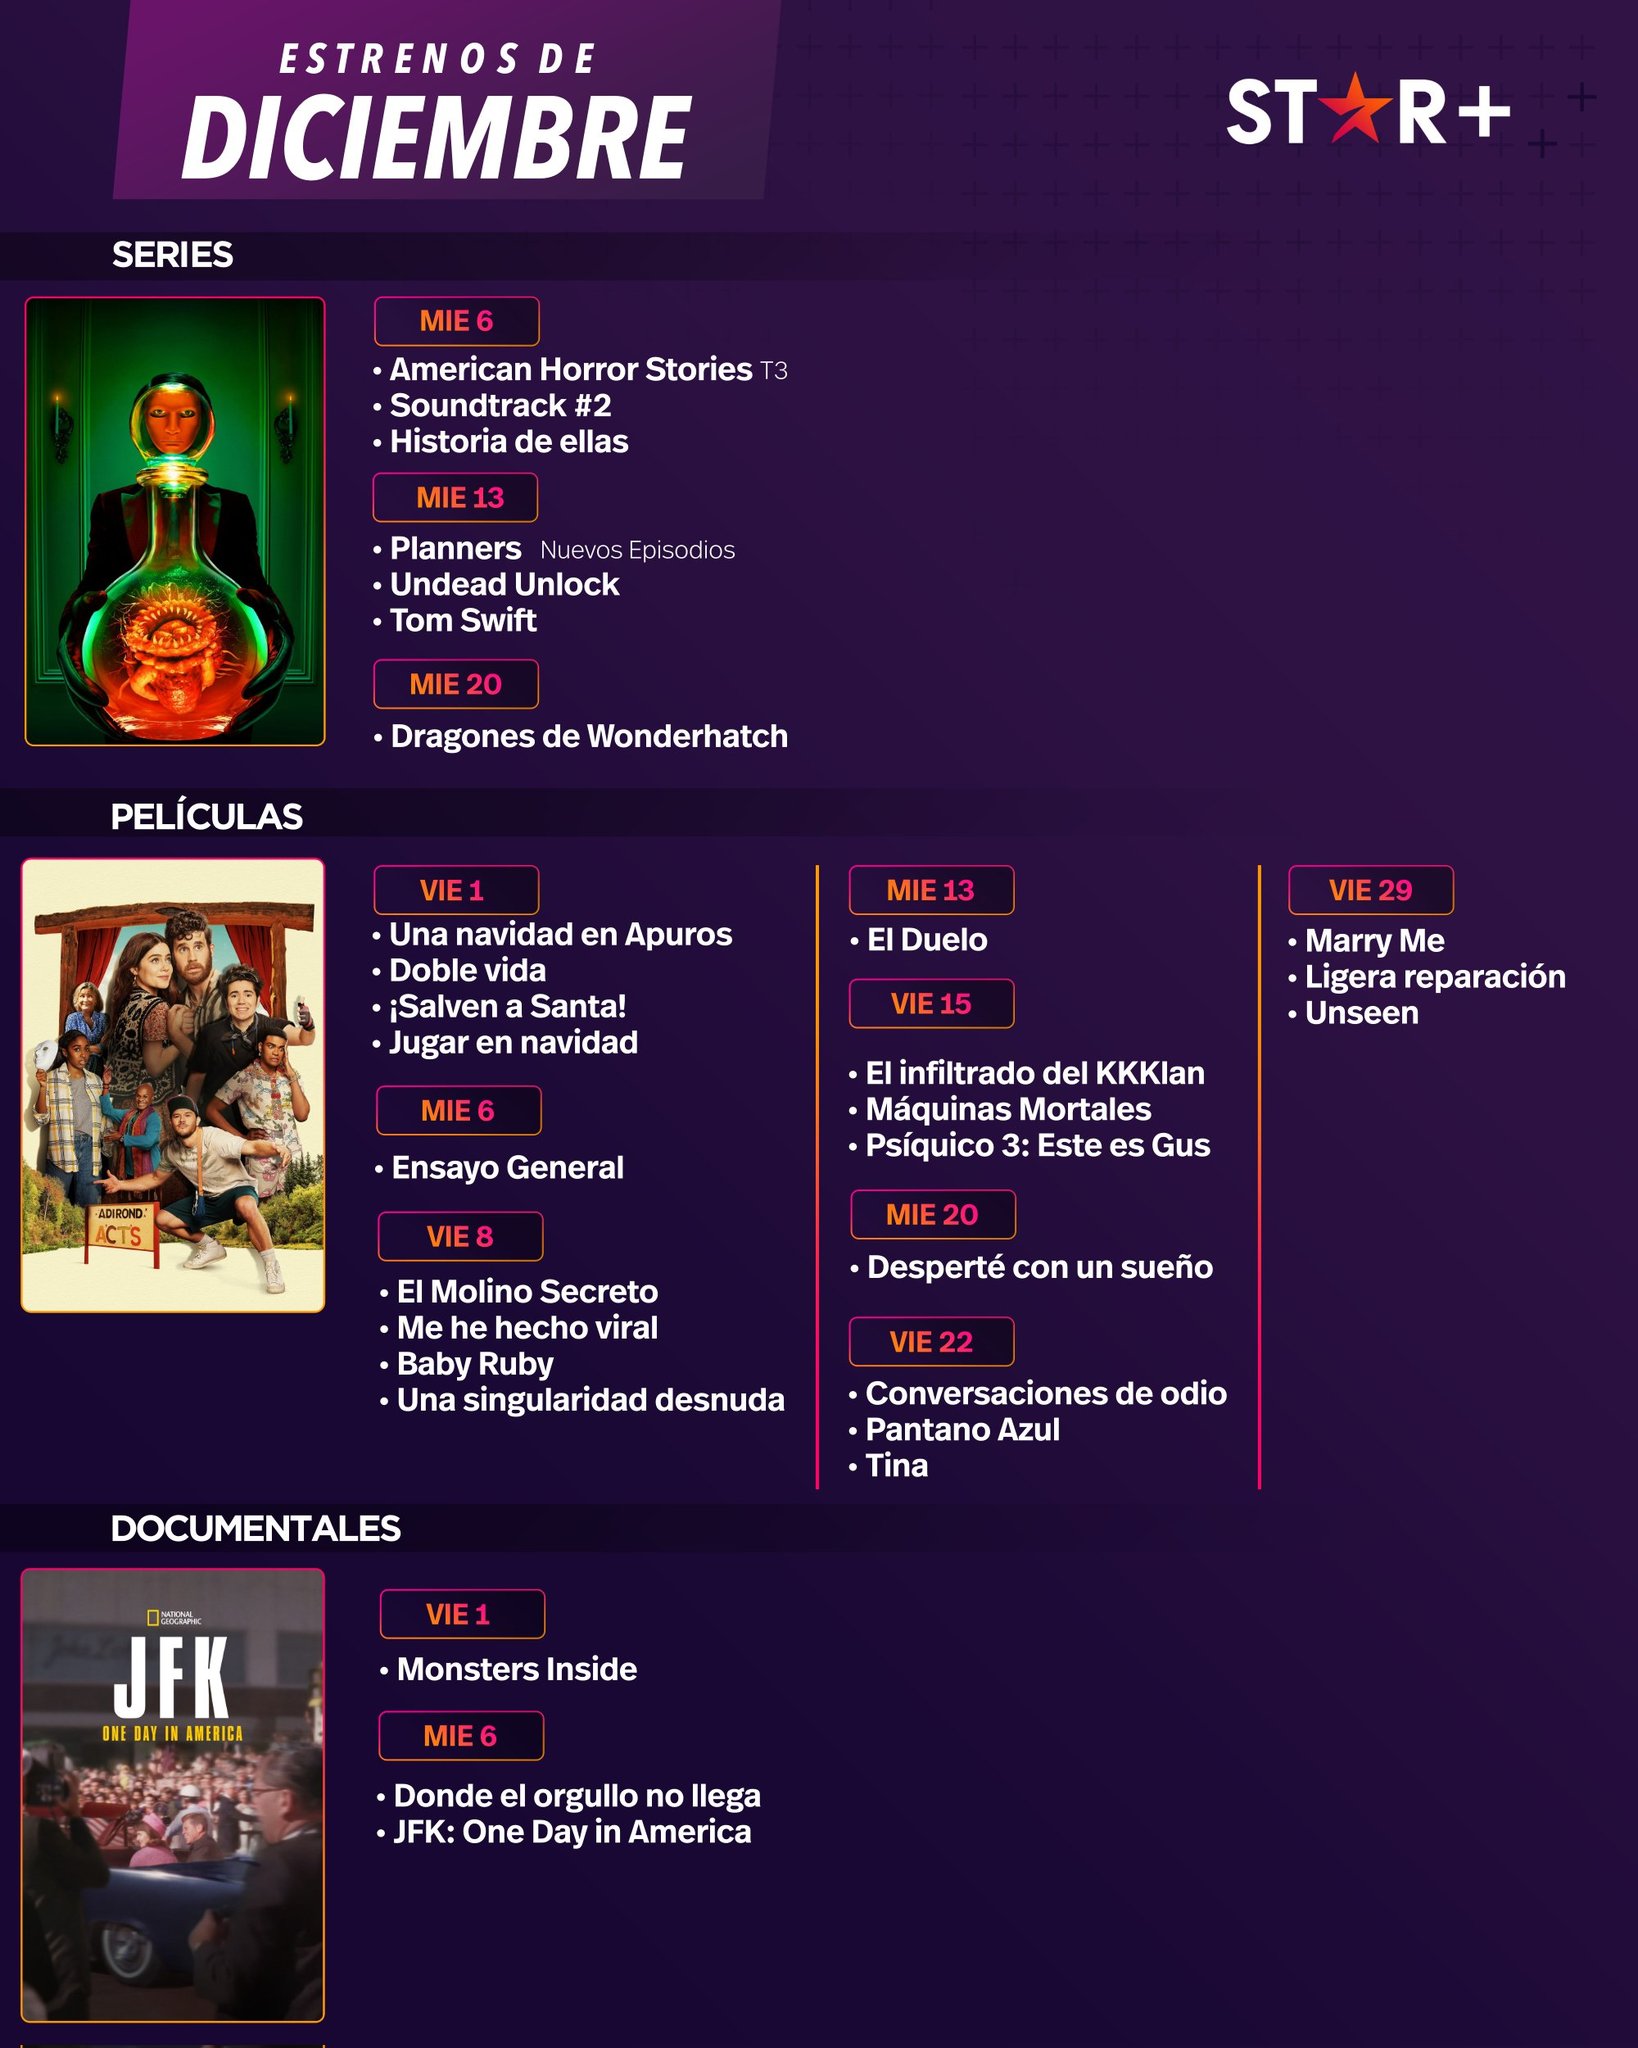 ESTRENOS DE
DICIEMBRE
STAR+
SERIES
MIE 6
• American Horror Stories T3
• Soundtrack #2
• Historia de ellas
MIE 13
• Planners Nuevos Episodios
• Undead Unlock
• Tom Swift
MIE 20
• Dragones de Wonderhatch
PELÍCULAS
ADIROND.
ACTS
VIE 1
• Una navidad en Apuros
• Doble vida
• ¡Salven a Santa!
• Jugar en navidad
MIE 6
• Ensayo General
VIE 8
• El Molino Secreto
• Me he hecho viral
• Baby Ruby
• Una singularidad desnuda
MIE 13
• El Duelo
VIE 15
• El infiltrado del KKKlan
• Máquinas Mortales
• Psíquico 3: Este es Gus
MIE 20
• Desperté con un sueño
VIE 22
• Conversaciones de odio
• Pantano Azul
• Tina
VIE 29
• Marry Me
• Ligera reparación
• Unseen
DOCUMENTALES
NATIONAL
GEOGRAPHIC
JFK
ONE DAY IN AMERICA
VIE 1
• Monsters Inside
MIE 6
• Donde el orgullo no llega
• JFK: One Day in America